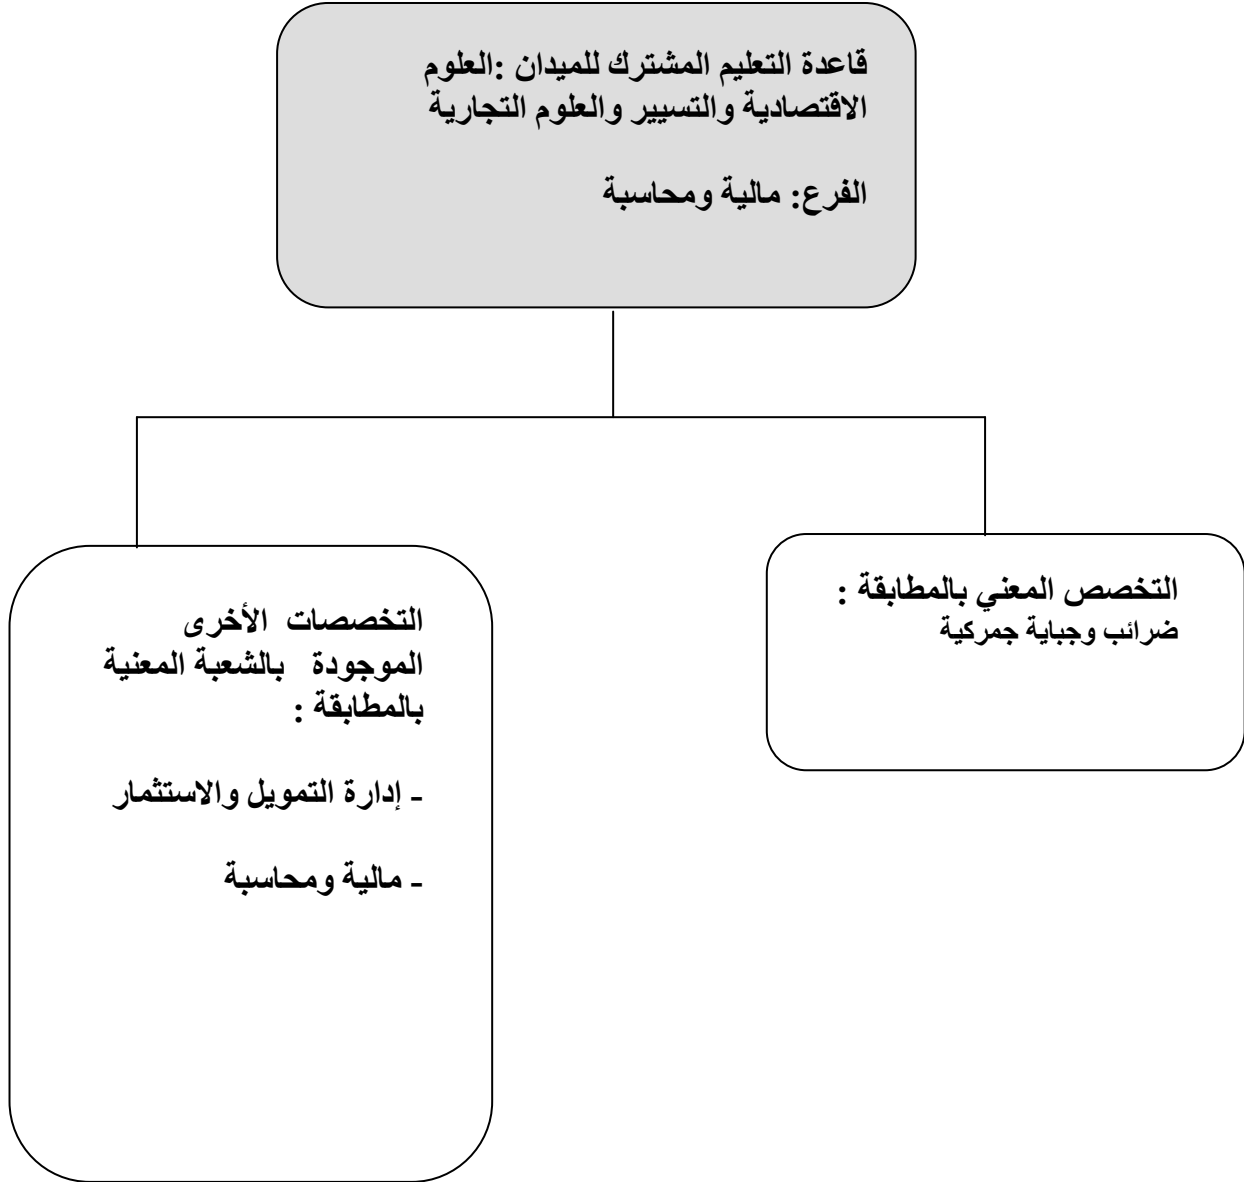 قاعدة التعليم المشترك للميدان :العلوم
الاقتصادية والتسيير والعلوم التجارية
الفرع: مالية ومحاسبة
التخصص المعني بالمطابقة :
ضرائب وجباية جمركية
التخصصات الأخرى
الموجودة بالشعبة المعنية
بالمطابقة :
- إدارة التمويل والاستثمار
- مالية ومحاسبة